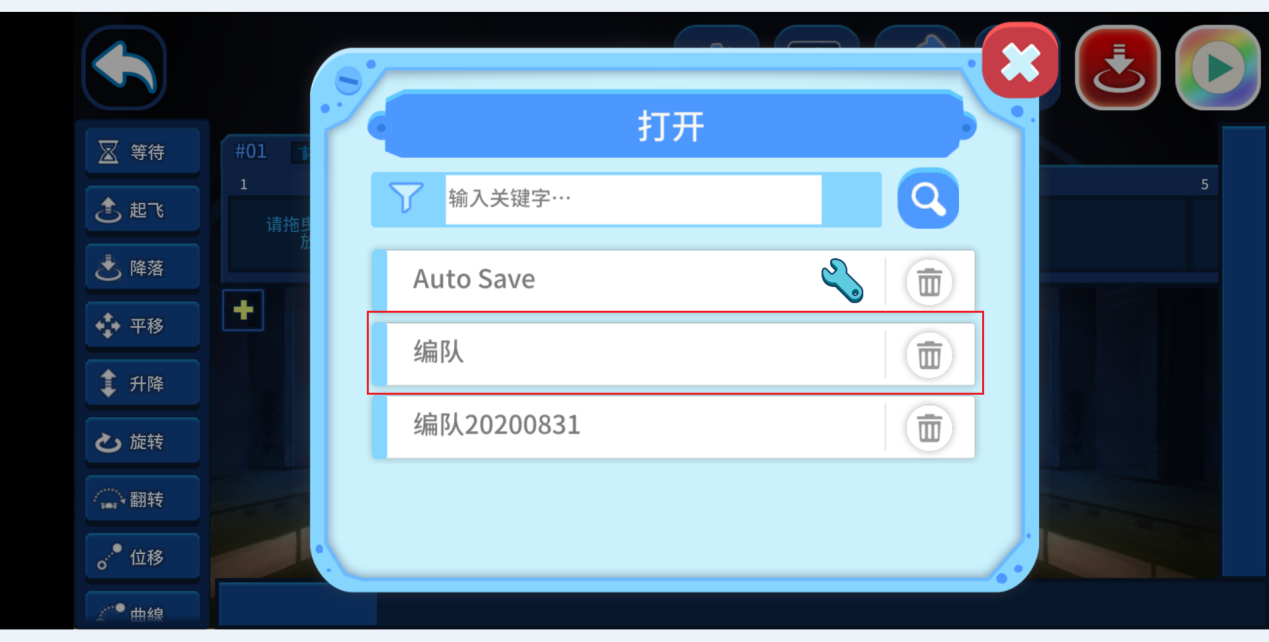 打开
输入关键字…
Auto Save
编队
编队20200831
等待
起飞
降落
平移
升降
旋转
翻转
位移
曲線
#01
1
5
请拖曳
放